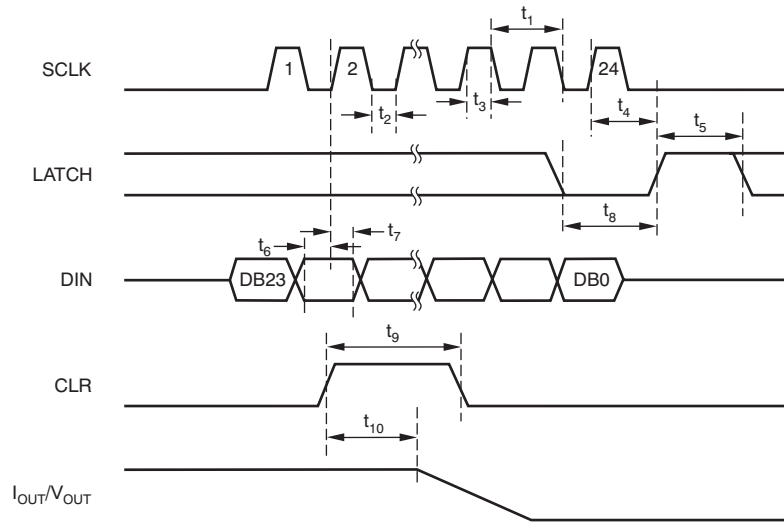 t1
SCLK
1
2
24
t2
t3
t4
t5
LATCH
t8
t6
t7
DIN
DB23
DB0
t9
CLR
t10
IOUT/VOUT